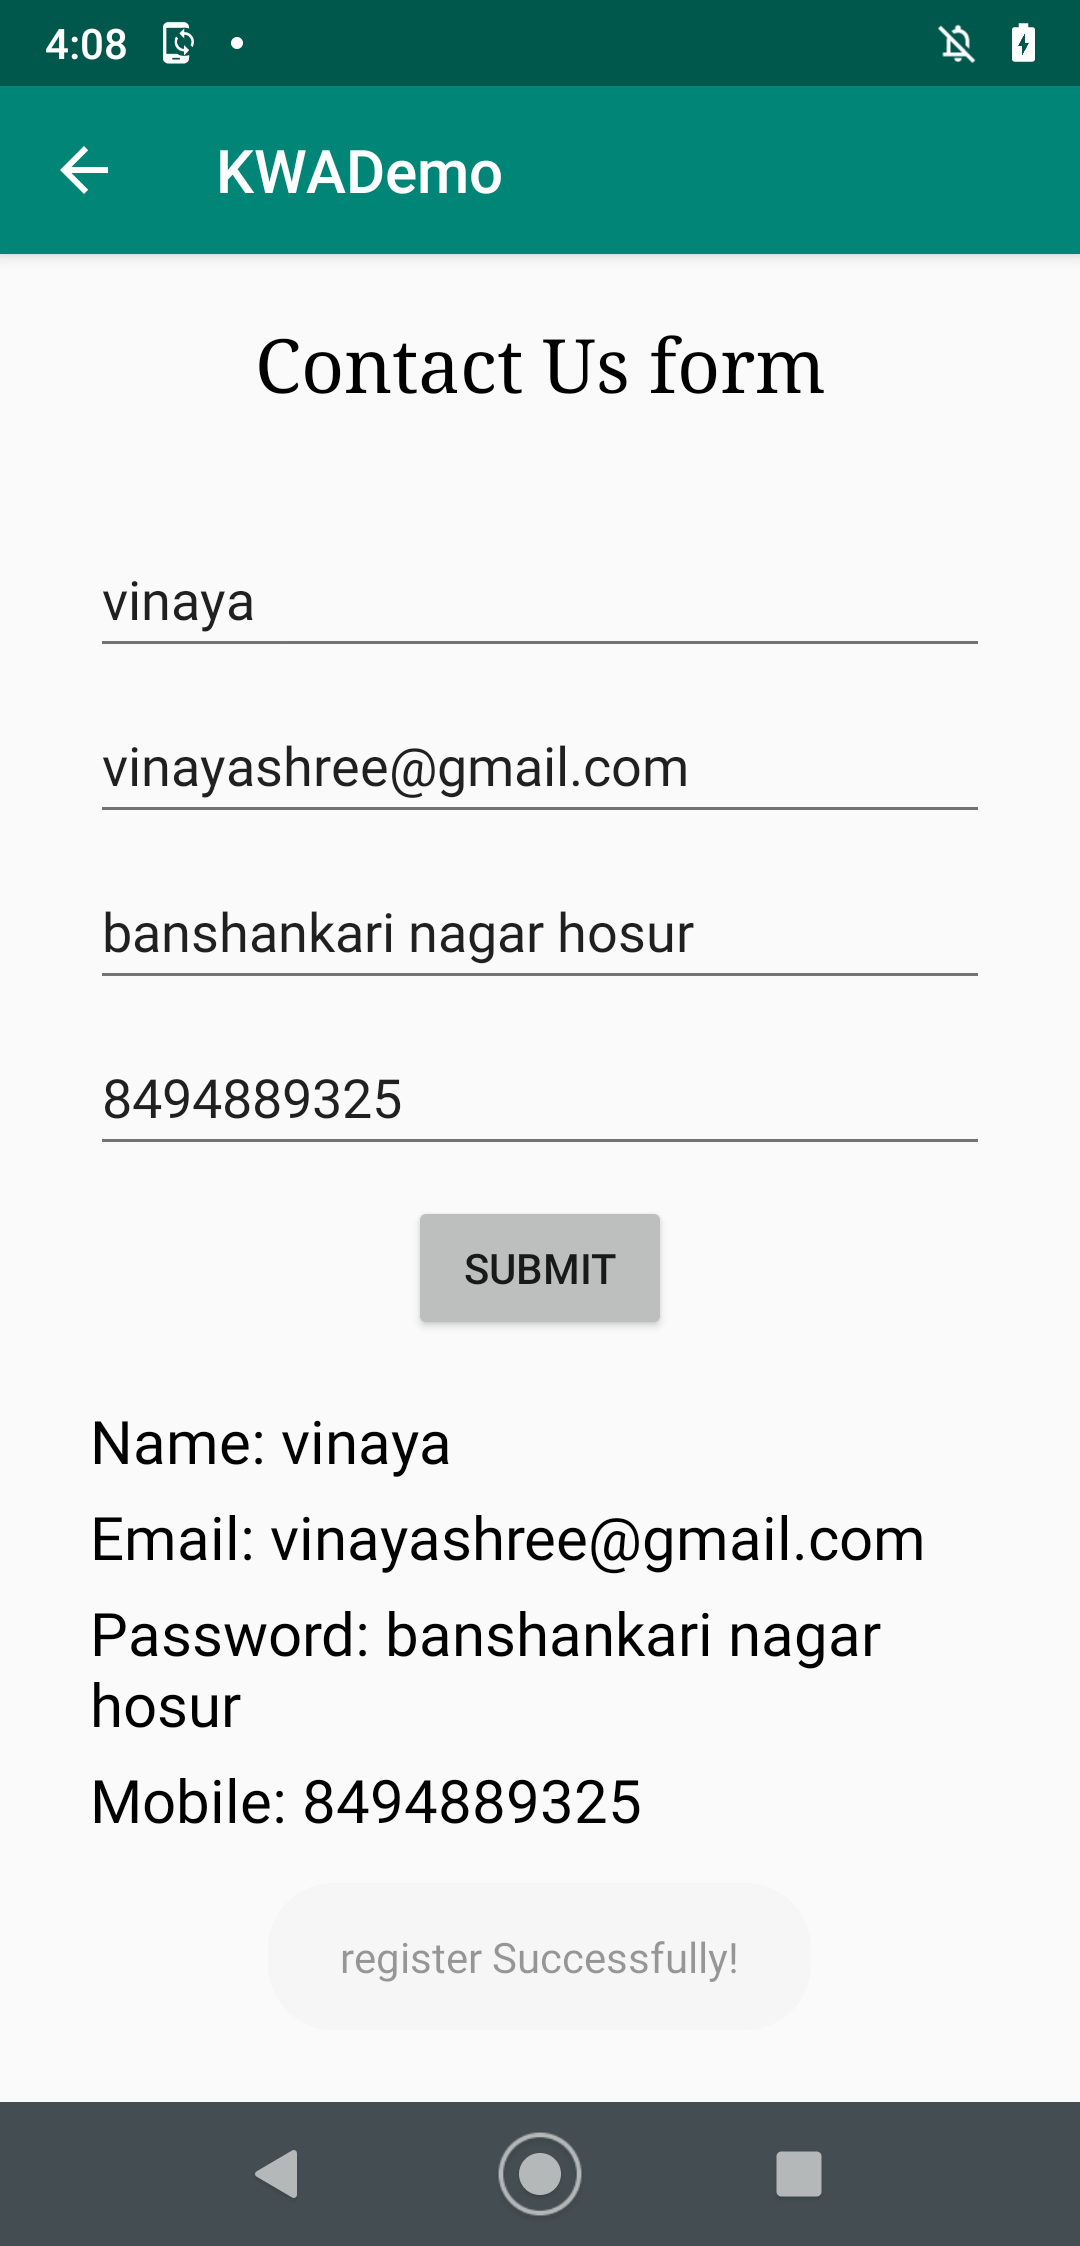 4:08
KWADemo
Contact Us form
vinaya
vinayashree@gmail.com
banshankari nagar hosur
8494889325
SUBMIT
Name: vinaya
Email: vinayashree@gmail.com
Password: banshankari nagar
hosur
Mobile: 8494889325
register Successfully!